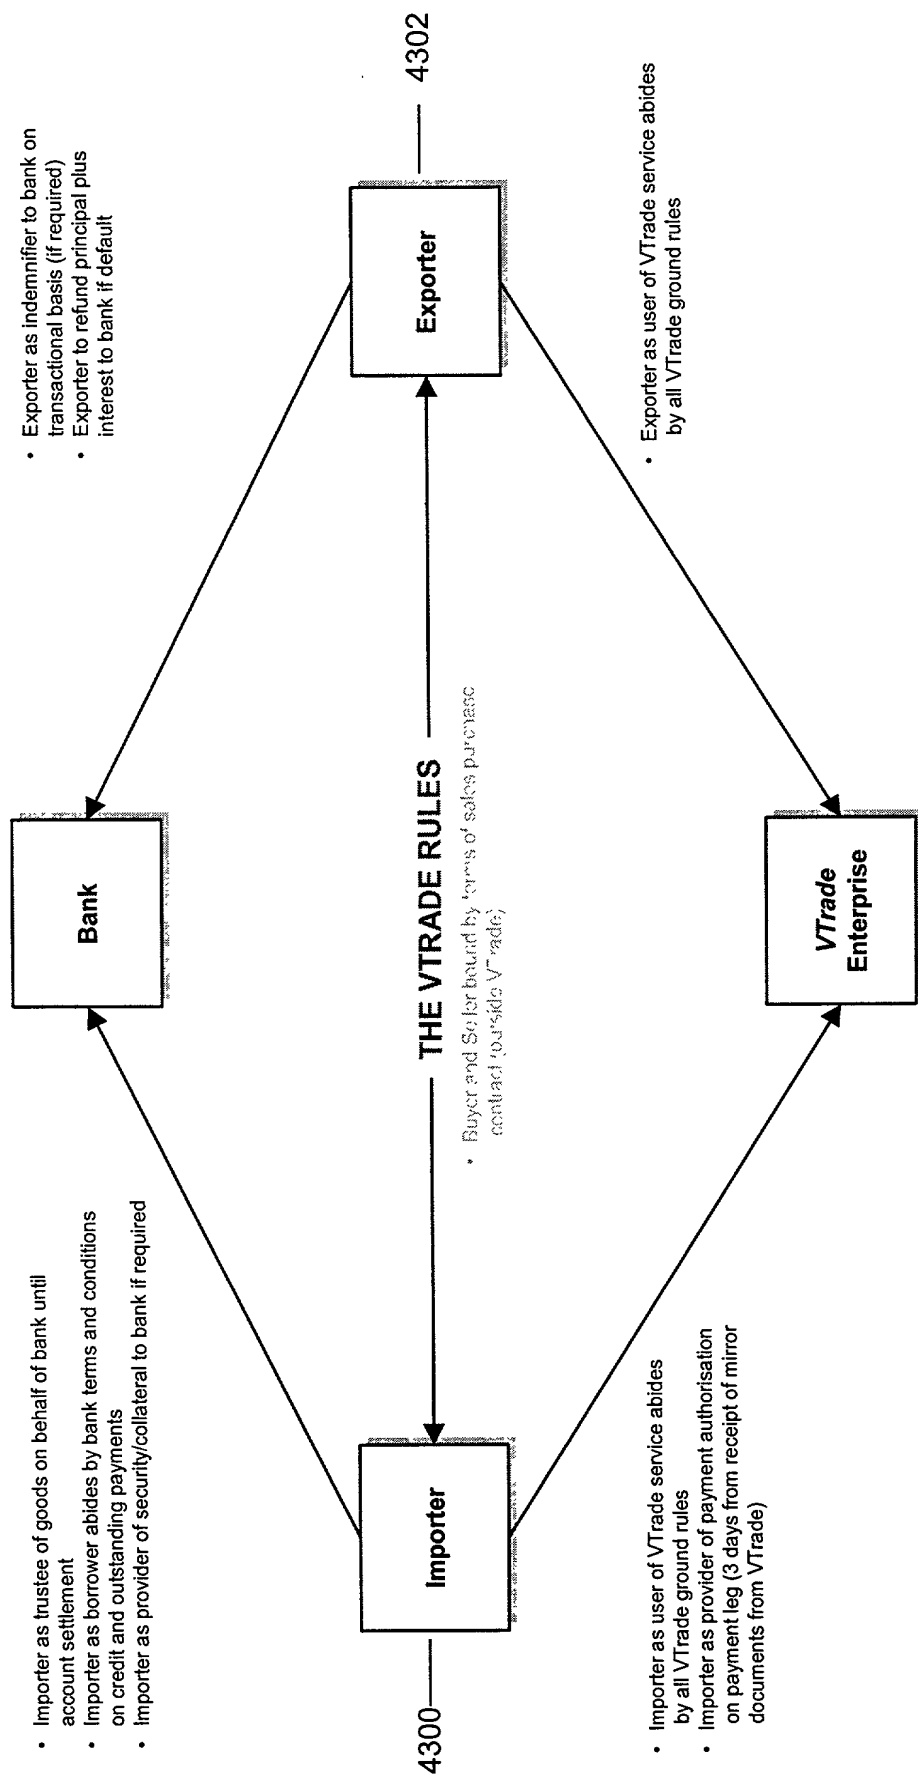 • Importer as trustee of goods on behalf of bank until
account settlement
• Importer as borrower abides by bank terms and conditions
on credit and outstanding payments
• Importer as provider of security/collateral to bank if required
Bank
• Exporter as indemnifier to bank on
transactional basis (if required)
• Exporter to refund principal plus
interest to bank if default
4300
Importer
THE VTRADE RULES
• Buyer and Seller bound by terms of sales purchase
contract (outside VTrade)
Exporter
4302
• Importer as user of VTrade service abides
by all VTrade ground rules
• Importer as provider of payment authorisation
on payment leg (3 days from receipt of mirror
documents from VTrade)
VTrade
Enterprise
• Exporter as user of VTrade service abides
by all VTrade ground rules